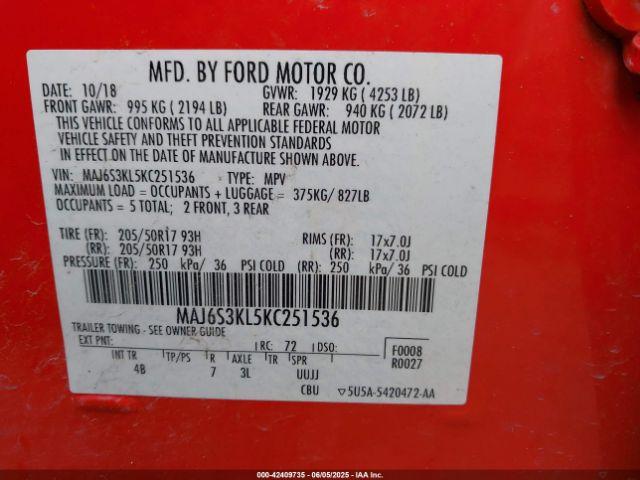 MFD. BY FORD MOTOR CO.
DATE: 10/18 GVWR: 1929 KG ( 4253 LB)
FRONT GAWR: 995 KG ( 2194 LB) REAR GAWR: 940 KG ( 2072 LB)
THIS VEHICLE CONFORMS TO ALL APPLICABLE FEDERAL MOTOR
VEHICLE SAFETY AND THEFT PREVENTION STANDARDS
IN EFFECT ON THE DATE OF MANUFACTURE SHOWN ABOVE.
VIN: MAJ6S3KL5KC251536 TYPE: MPV
MAXIMUM LOAD = OCCUPANTS + LUGGAGE = 375KG/ 827LB
OCCUPANTS = 5 TOTAL; 2 FRONT, 3 REAR
TIRE (FR): 205/50R17 93H RIMS (FR): 17x7.0J
(RR): 205/50R17 93H (RR): 17x7.0J
PRESSURE (FR): 250 kPa/ 36 PSI COLD (RR): 250 kPa/ 36 PSI COLD
MAJ6S3KL5KC251536
TRAILER TOWING - SEE OWNER GUIDE
EXT PNT: RC: 72 DSO: F0008
R0027
INT TR TP/PS R AXLE TR SPR
4B 7 3L UUJJ
CBU ▽5U5A-5420472-AA
000-42409735 - 06/05/2025 - IAA Inc.